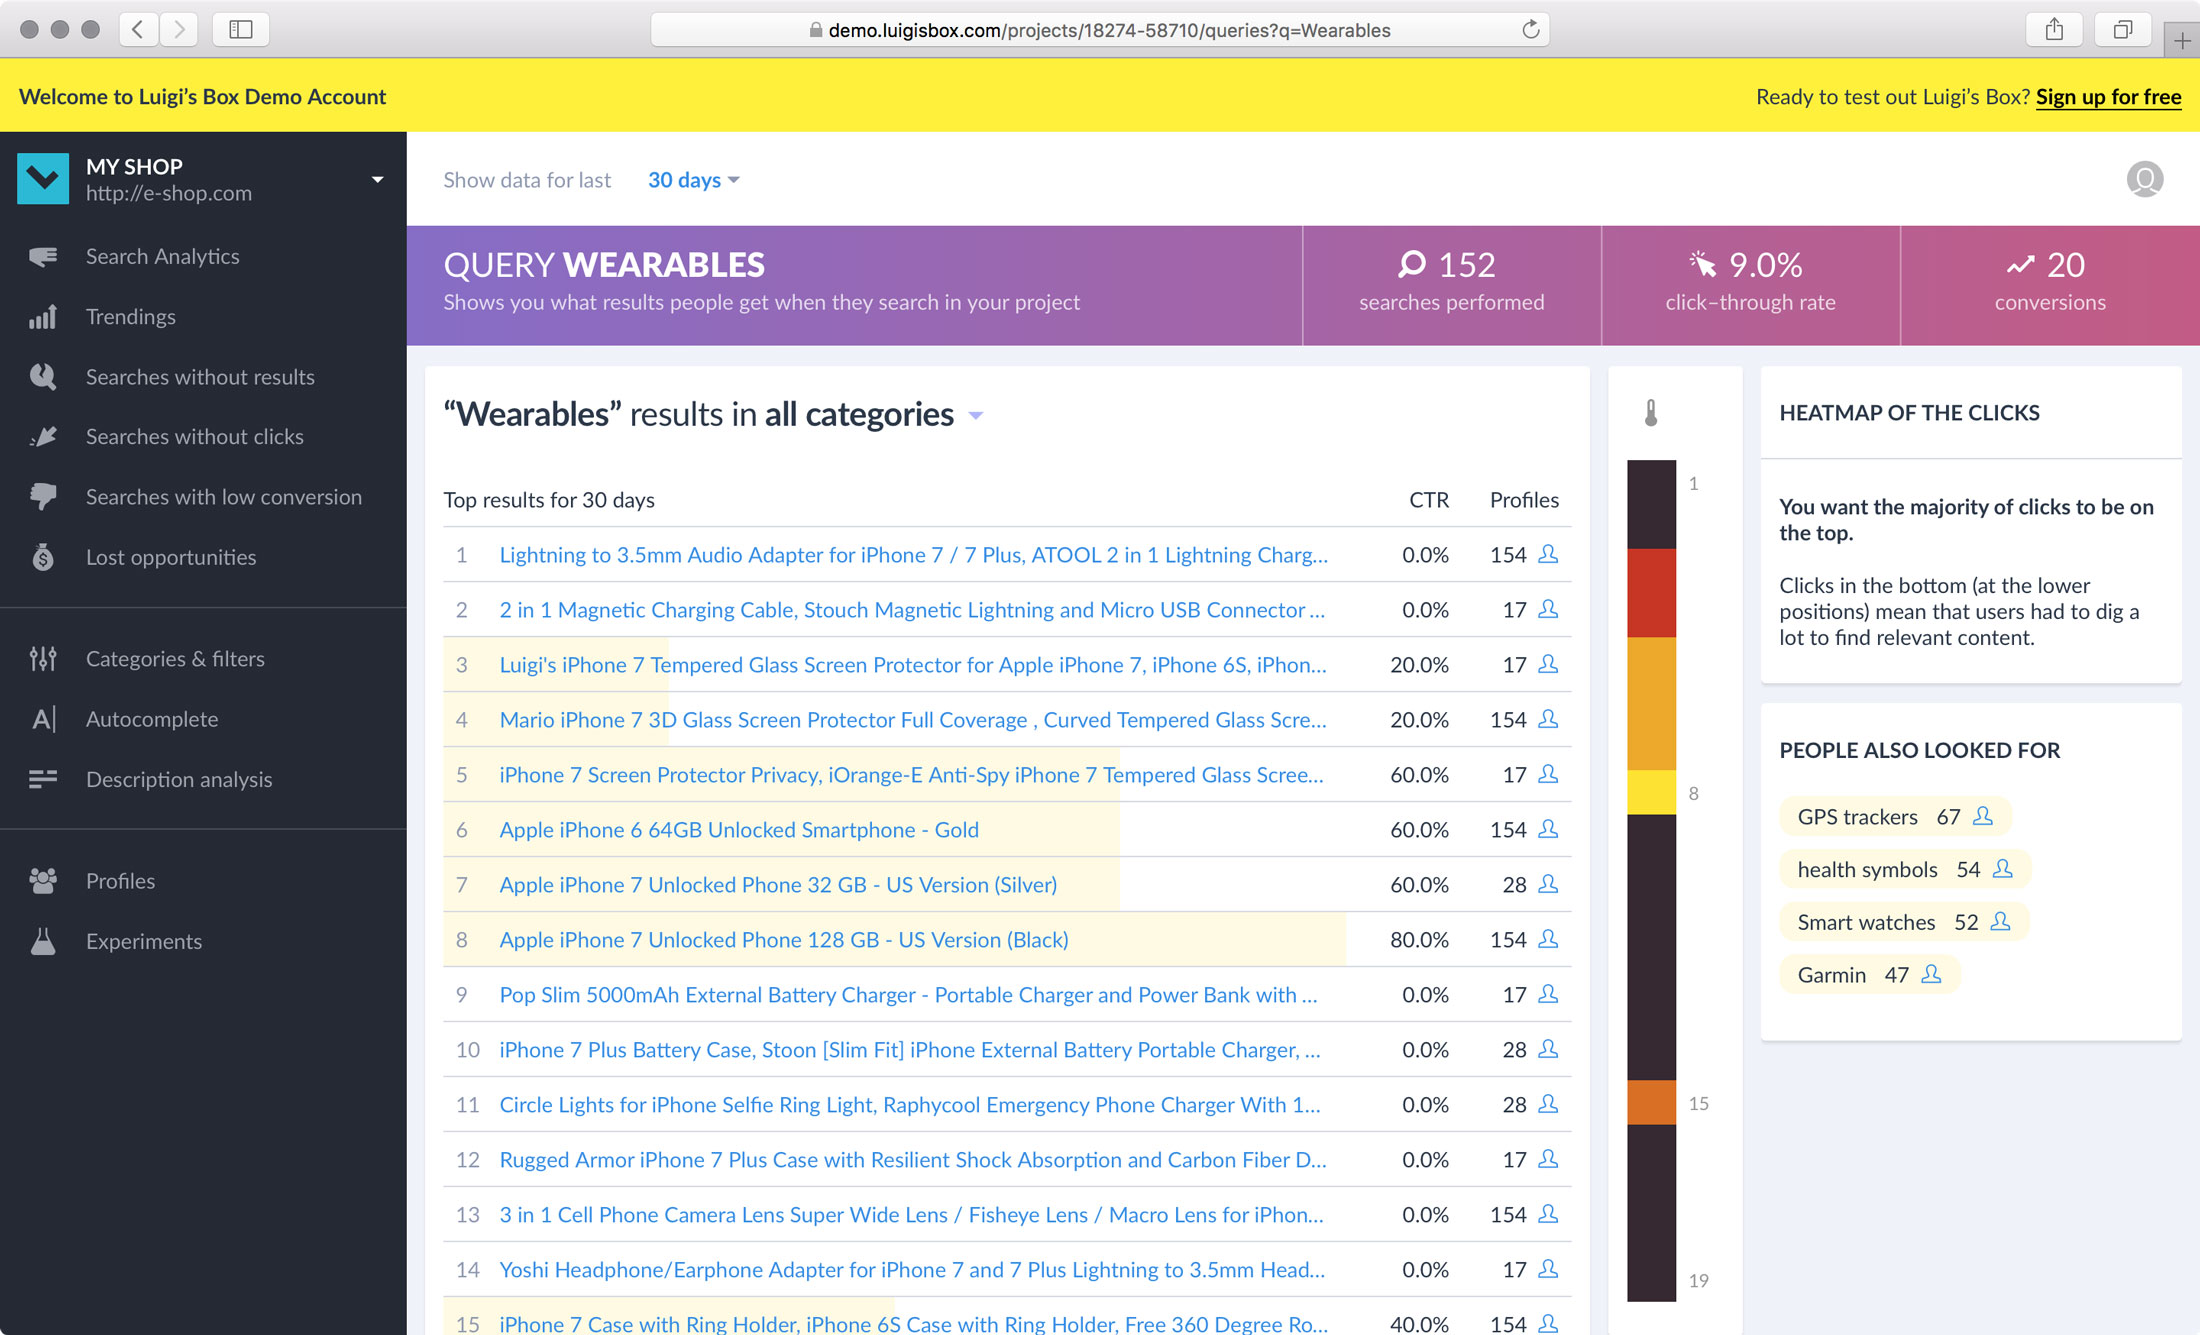 demo.luigisbox.com/projects/18274-58710/queries?q=Wearables
Welcome to Luigi's Box Demo Account
Ready to test out Luigi's Box? Sign up for free
MY SHOP
http://e-shop.com
Search Analytics
Trendings
Searches without results
Searches without clicks
Searches with low conversion
Lost opportunities
Categories & filters
Autocomplete
Description analysis
Profiles
Experiments
Show data for last 30 days
QUERY WEARABLES
Shows you what results people get when they search in your project
152
searches performed
9.0%
click-through rate
20
conversions
“Wearables” results in all categories
Top results for 30 days CTR Profiles
1 Lightning to 3.5mm Audio Adapter for iPhone 7 / 7 Plus, ATOOL 2 in 1 Lightning Charg... 0.0% 154
2 2 in 1 Magnetic Charging Cable, Stouch Magnetic Lightning and Micro USB Connector ... 0.0% 17
3 Luigi's iPhone 7 Tempered Glass Screen Protector for Apple iPhone 7, iPhone 6S, iPhon... 20.0% 17
4 Mario iPhone 7 3D Glass Screen Protector Full Coverage , Curved Tempered Glass Scre... 20.0% 154
5 iPhone 7 Screen Protector Privacy, iOrange-E Anti-Spy iPhone 7 Tempered Glass Scree... 60.0% 17
6 Apple iPhone 6 64GB Unlocked Smartphone - Gold 60.0% 154
7 Apple iPhone 7 Unlocked Phone 32 GB - US Version (Silver) 60.0% 28
8 Apple iPhone 7 Unlocked Phone 128 GB - US Version (Black) 80.0% 154
9 Pop Slim 5000mAh External Battery Charger - Portable Charger and Power Bank with ... 0.0% 17
10 iPhone 7 Plus Battery Case, Stoon [Slim Fit] iPhone External Battery Portable Charger, ... 0.0% 28
11 Circle Lights for iPhone Selfie Ring Light, Raphycool Emergency Phone Charger With 1... 0.0% 28
12 Rugged Armor iPhone 7 Plus Case with Resilient Shock Absorption and Carbon Fiber D... 0.0% 17
13 3 in 1 Cell Phone Camera Lens Super Wide Lens / Fisheye Lens / Macro Lens for iPhon... 0.0% 154
14 Yoshi Headphone/Earphone Adapter for iPhone 7 and 7 Plus Lightning to 3.5mm Head... 0.0% 17
15 iPhone 7 Case with Ring Holder, iPhone 6S Case with Ring Holder, Free 360 Degree Ro... 40.0% 154
1
8
15
19
HEATMAP OF THE CLICKS
You want the majority of clicks to be on
the top.
Clicks in the bottom (at the lower
positions) mean that users had to dig a
lot to find relevant content.
PEOPLE ALSO LOOKED FOR
GPS trackers 67
health symbols 54
Smart watches 52
Garmin 47